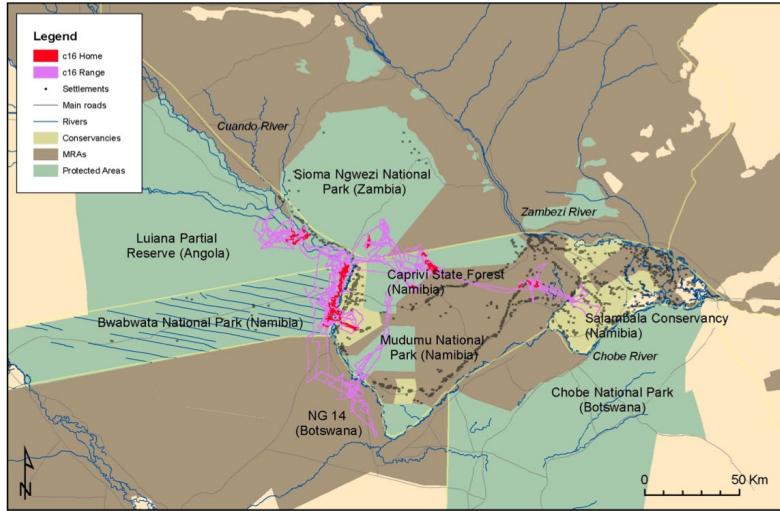 Legend
c16 Home
c16 Range
Settlements
Main roads
Rivers
Conservancies
MRAs
Protected Areas
Cuando River
Sioma Ngwezi National
Park (Zambia)
Zambezi River
Luiana Partial
Reserve (Angola)
Caprivi State Forest
(Namibia)
Bwabwata National Park (Namibia)
Salambala Conservancy
(Namibia)
Mudumu National
Park (Namibia)
Chobe River
Chobe National Park
(Botswana)
NG 14
(Botswana)
N
0 50 Km